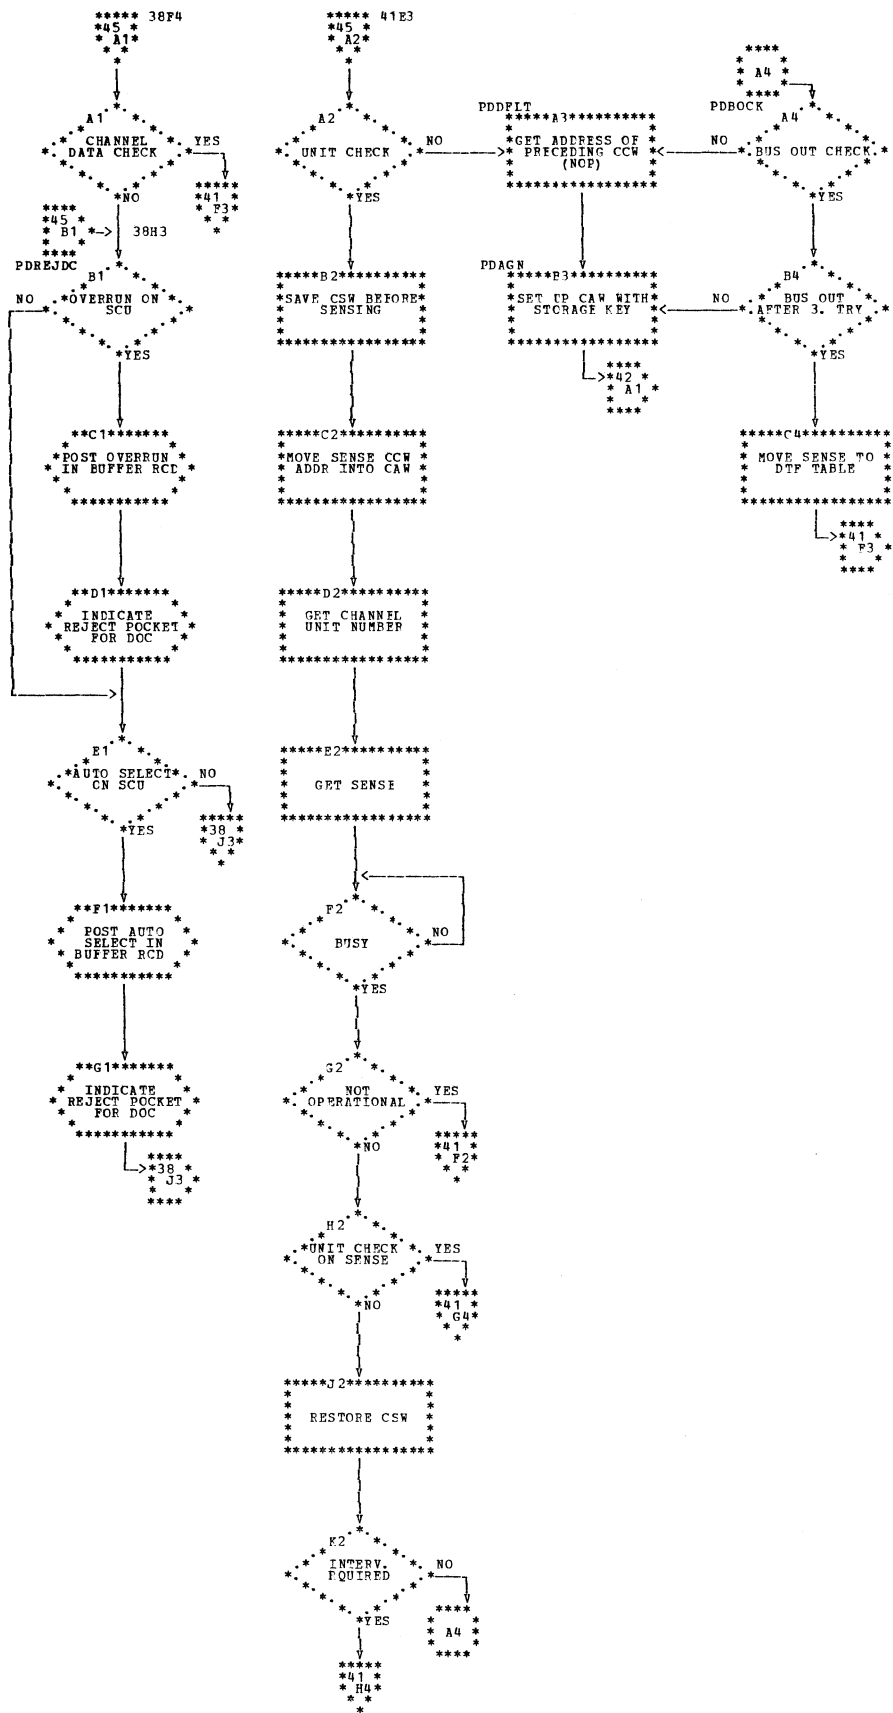 38F4
45
A1
A1
CHANNEL
DATA CHECK
YES
41
F3
NO
45
B1
38H3
PDREJDC
B1
NO
OVERRUN ON
SCU
YES
C1
POST OVERRUN
IN BUFFER RCD
D1
INDICATE
REJECT POCKET
FOR DOC
E1
AUTO SELECT
ON SCU
NO
38
J3
YES
F1
POST AUTO
SELECT IN
BUFFER RCD
G1
INDICATE
REJECT POCKET
FOR DOC
38
J3
41E3
45
A2
A2
UNIT CHECK
NO
YES
B2
SAVE CSW BEFORE
SENSING
C2
MOVE SENSE CCW
ADDR INTO CAW
D2
GET CHANNEL
UNIT NUMBER
E2
GET SENSE
F2
BUSY
NO
YES
G2
NOT
OPERATIONAL
YES
41
F2
NO
H2
UNIT CHECK
ON SENSE
YES
41
G4
NO
J2
RESTORE CSW
K2
INTERV.
RQUIRED
NO
A4
YES
41
H4
PDDFLT
A3
GET ADDRESS OF
PRECEDING CCW
(NOP)
PDAGN
B3
SET UP CAW WITH
STORAGE KEY
42
A1
A4
PDBOCK
A4
NO
BUS OUT CHECK.
YES
B4
NO
BUS OUT
AFTER 3. TRY
YES
C4
MOVE SENSE TO
DTF TABLE
41
F3